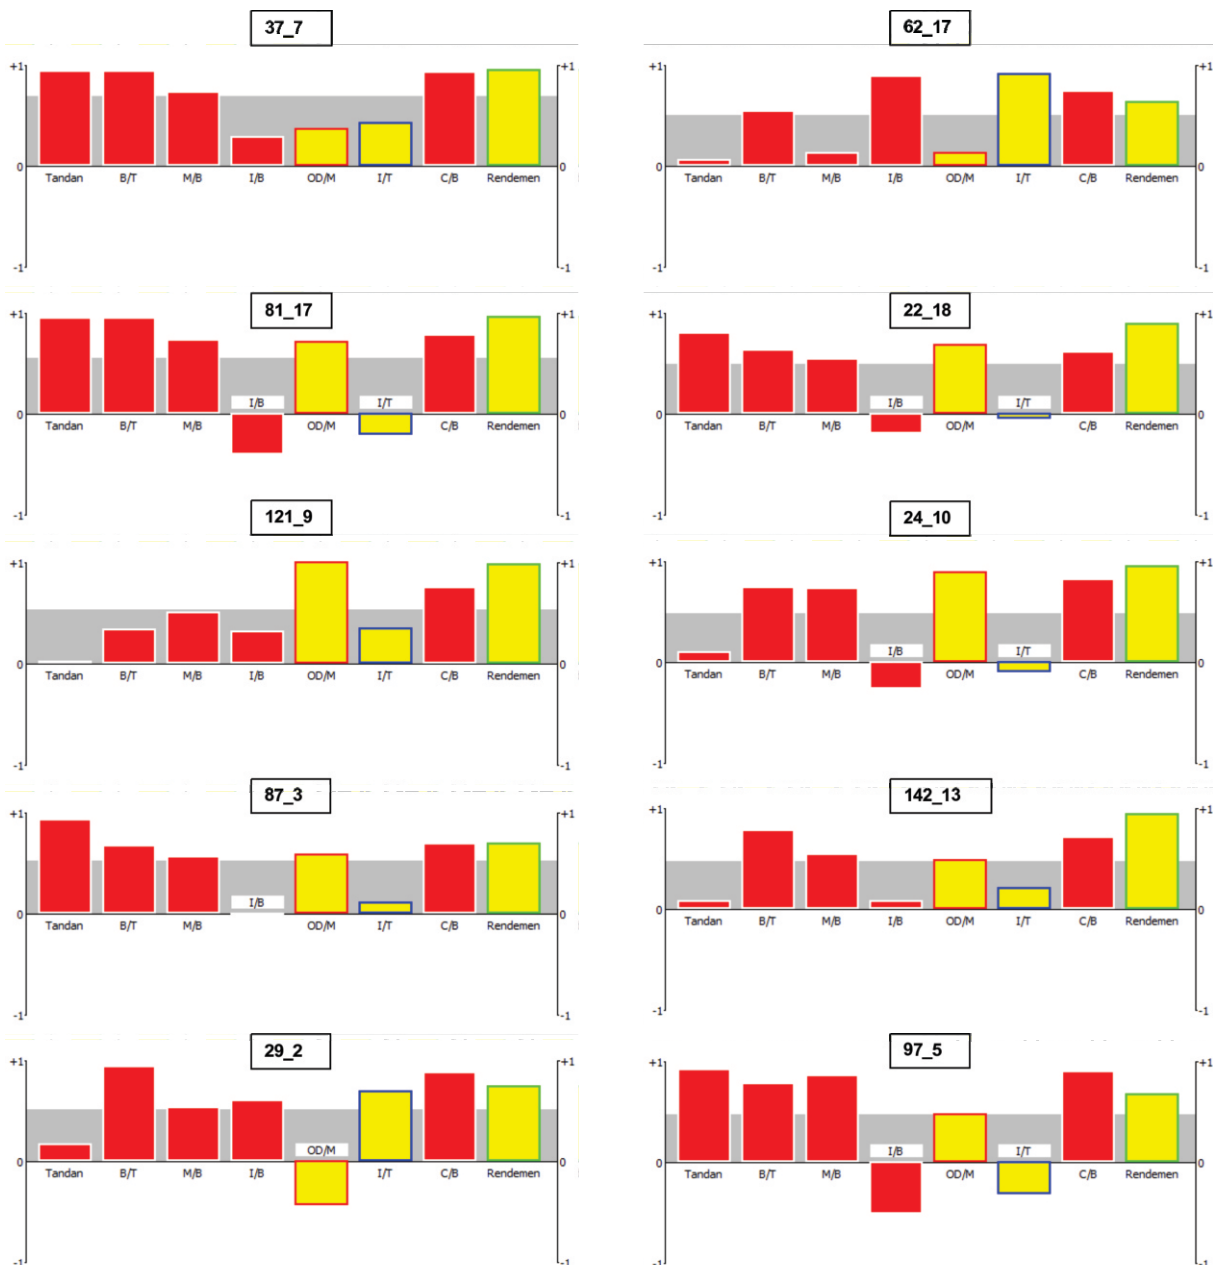 37_7
+1 +1
0 0
Tandan B/T M/B I/B OD/M I/T C/B Rendemen
-1 -1
62_17
+1 +1
0 0
Tandan B/T M/B I/B OD/M I/T C/B Rendemen
-1 -1
81_17
+1 +1
I/B I/T
0 0
Tandan B/T M/B OD/M C/B Rendemen
-1 -1
22_18
+1 +1
I/B I/T
0 0
Tandan B/T M/B OD/M C/B Rendemen
-1 -1
121_9
+1 +1
0 0
Tandan B/T M/B I/B OD/M I/T C/B Rendemen
-1 -1
24_10
+1 +1
I/B I/T
0 0
Tandan B/T M/B OD/M C/B Rendemen
-1 -1
87_3
+1 +1
I/B
0 0
Tandan B/T M/B OD/M I/T C/B Rendemen
-1 -1
142_13
+1 +1
0 0
Tandan B/T M/B I/B OD/M I/T C/B Rendemen
-1 -1
29_2
+1 +1
OD/M
0 0
Tandan B/T M/B I/B I/T C/B Rendemen
-1 -1
97_5
+1 +1
I/B I/T
0 0
Tandan B/T M/B OD/M C/B Rendemen
-1 -1